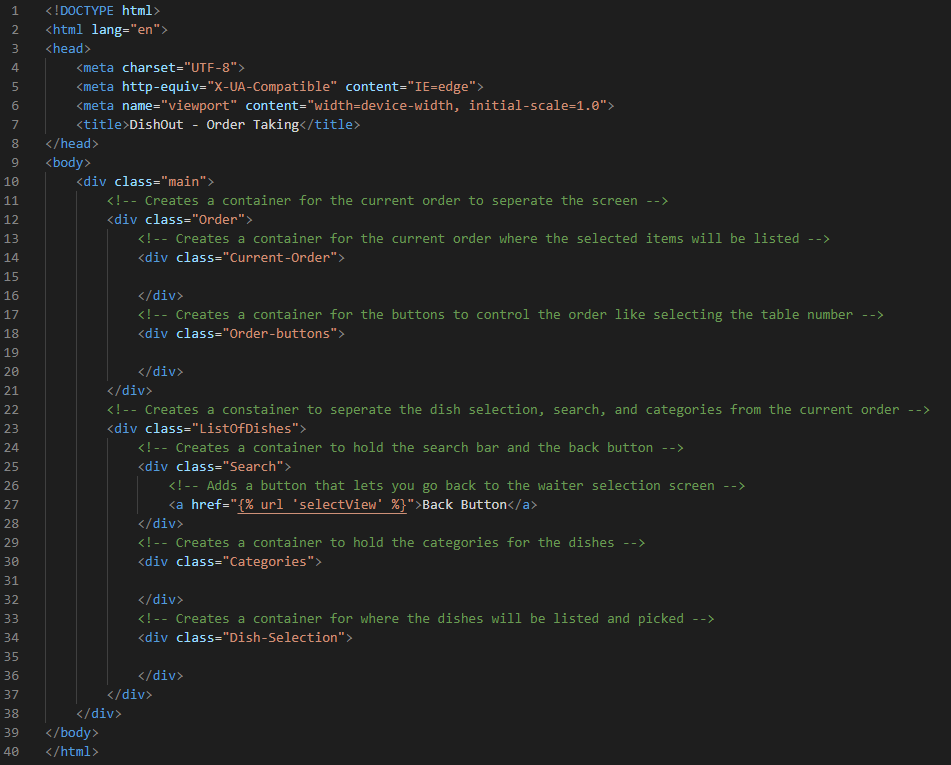 1 <!DOCTYPE html>
2 <html lang="en">
3 <head>
4     <meta charset="UTF-8">
5     <meta http-equiv="X-UA-Compatible" content="IE=edge">
6     <meta name="viewport" content="width=device-width, initial-scale=1.0">
7     <title>DishOut - Order Taking</title>
8 </head>
9 <body>
10     <div class="main">
11         <!-- Creates a container for the current order to seperate the screen -->
12         <div class="Order">
13             <!-- Creates a container for the current order where the selected items will be listed -->
14             <div class="Current-Order">
15
16             </div>
17             <!-- Creates a container for the buttons to control the order like selecting the table number -->
18             <div class="Order-buttons">
19
20             </div>
21         </div>
22         <!-- Creates a constainer to seperate the dish selection, search, and categories from the current order -->
23         <div class="ListOfDishes">
24             <!-- Creates a container to hold the search bar and the back button -->
25             <div class="Search">
26                 <!-- Adds a button that lets you go back to the waiter selection screen -->
27                 <a href="{% url 'selectView' %}">Back Button</a>
28             </div>
29             <!-- Creates a container to hold the categories for the dishes -->
30             <div class="Categories">
31
32             </div>
33             <!-- Creates a container for where the dishes will be listed and picked -->
34             <div class="Dish-Selection">
35
36             </div>
37         </div>
38     </div>
39 </body>
40 </html>